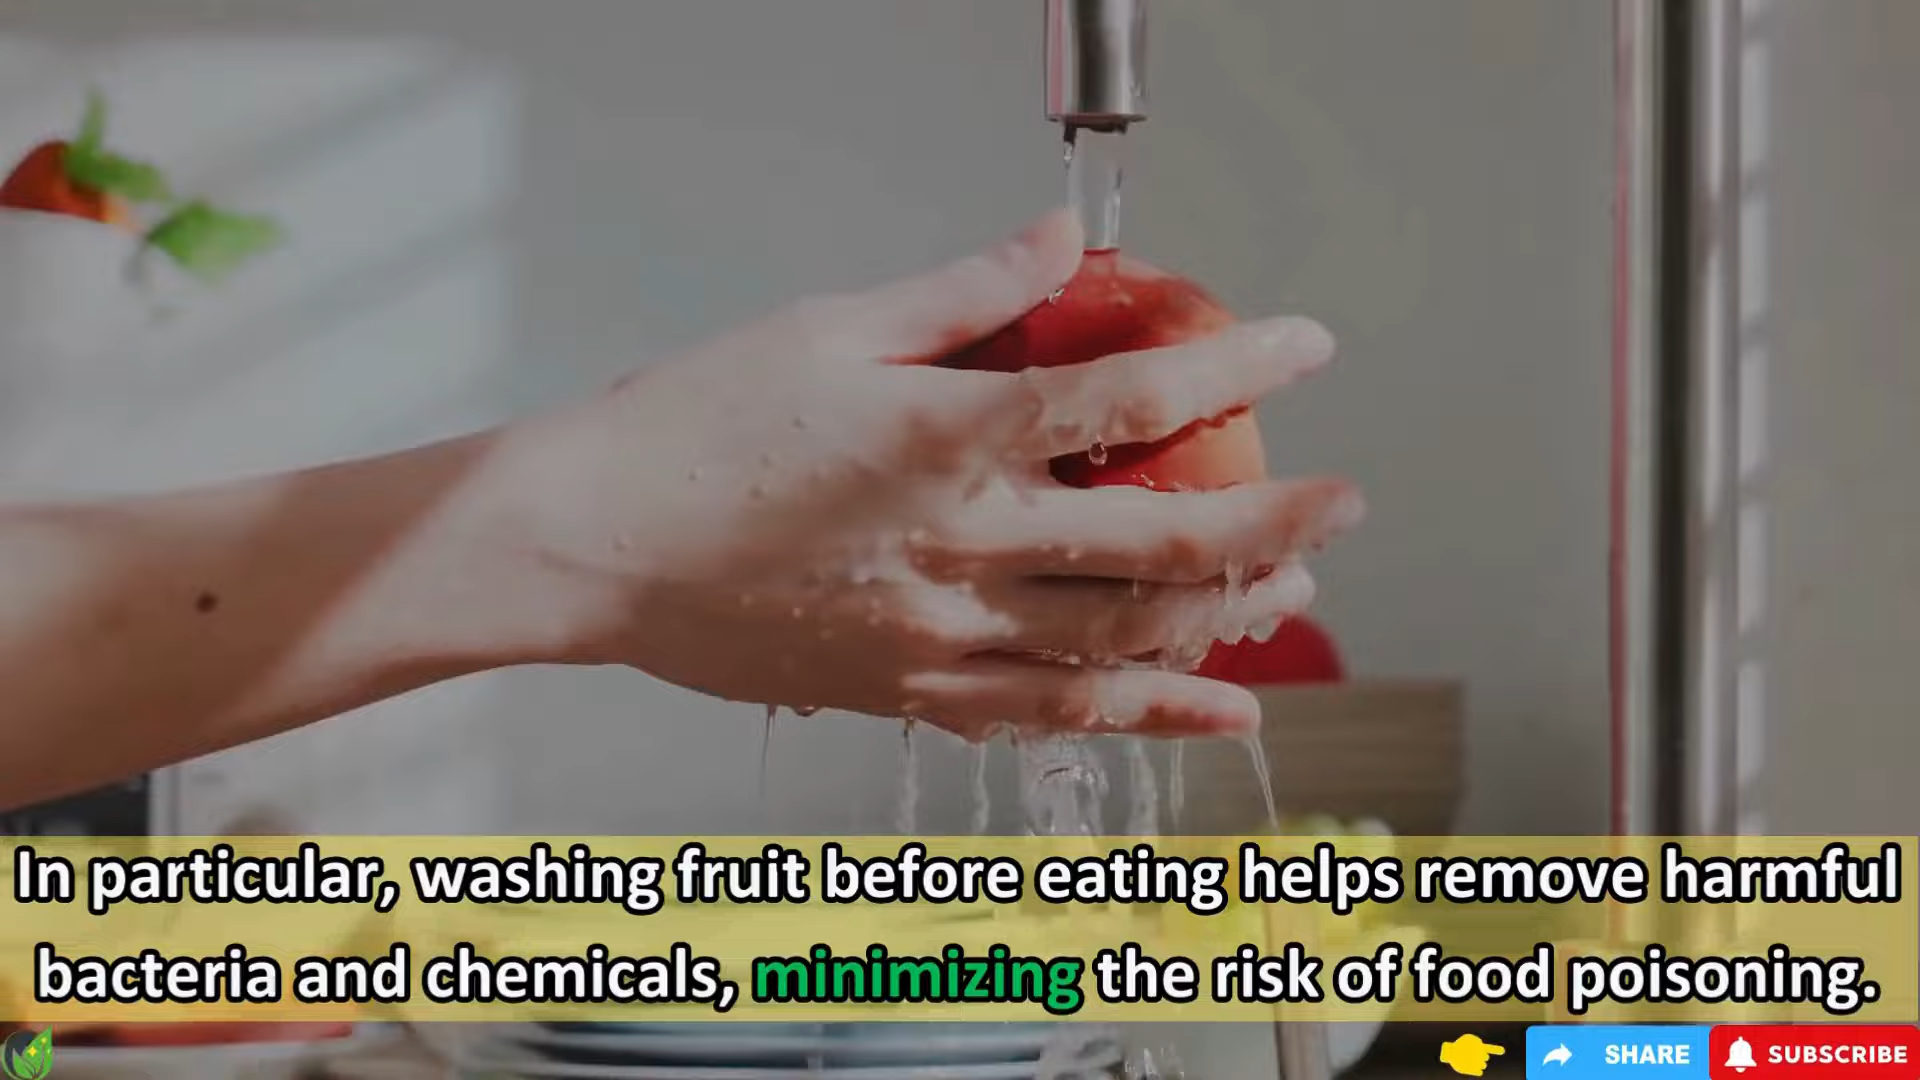 In particular, washing fruit before eating helps remove harmful
bacteria and chemicals, minimizing the risk of food poisoning.
SHARE
SUBSCRIBE